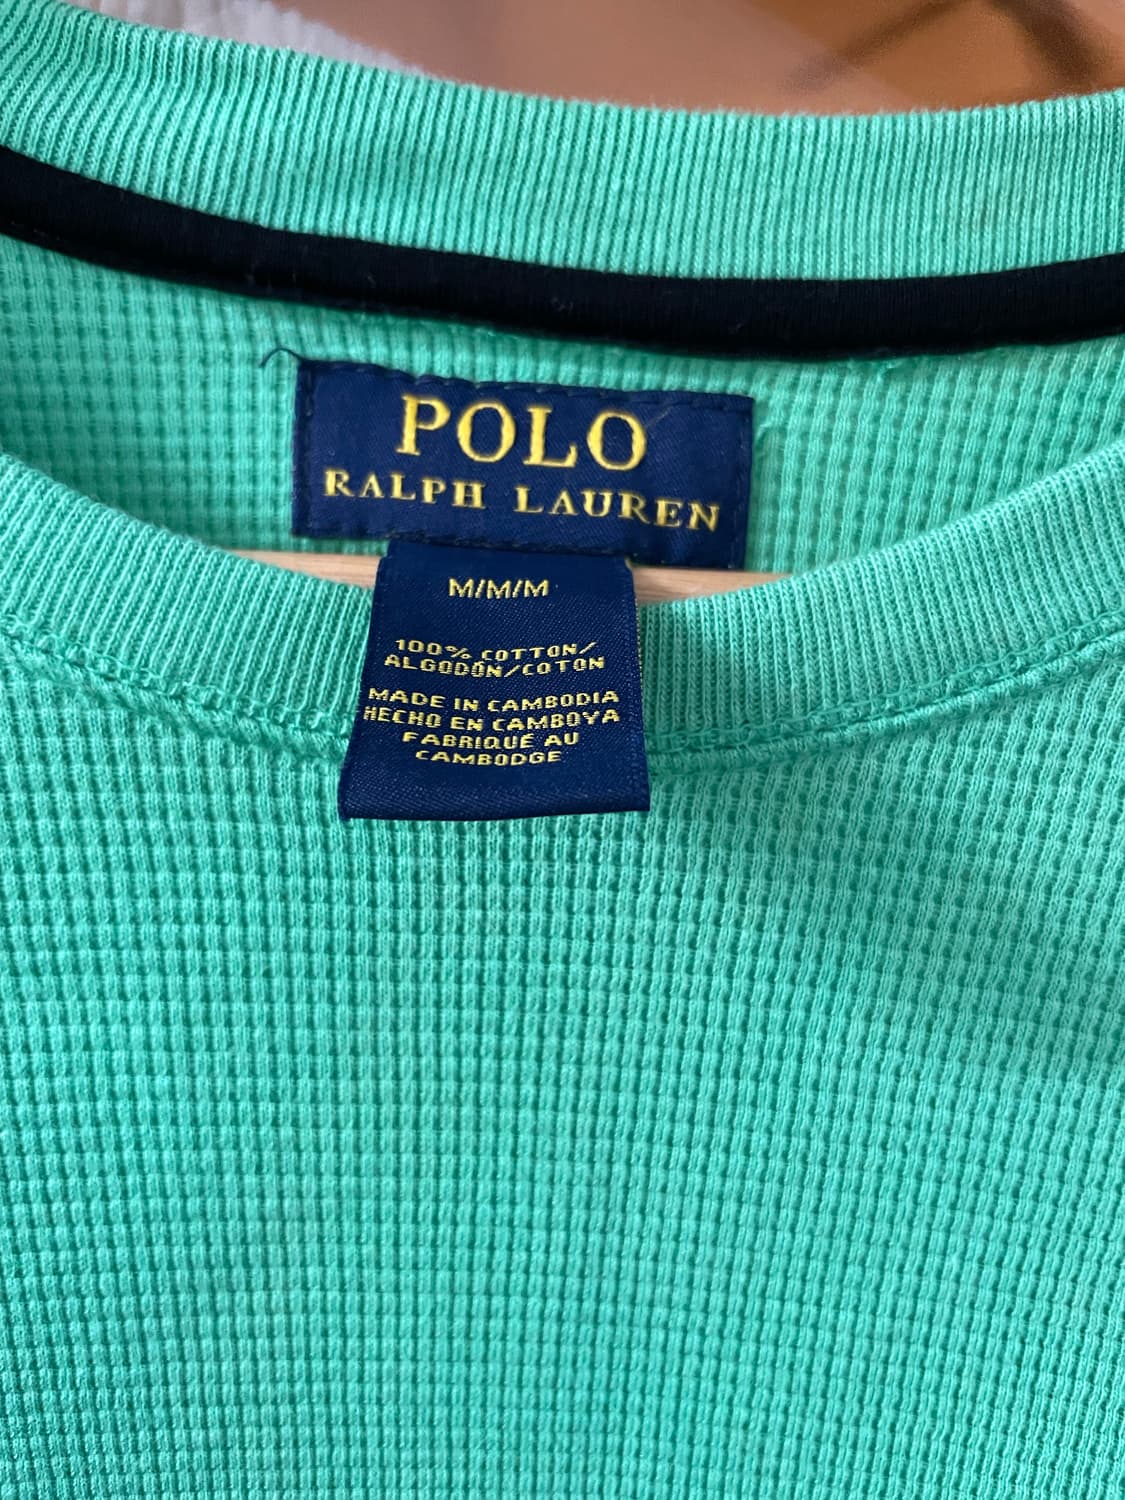 POLO
RALPH LAUREN
M/M/M
100% COTTON/
ALGODÓN/COTON
MADE IN CAMBODIA
HECHO EN CAMBOYA
FABRIQUÉ AU
CAMBODGE